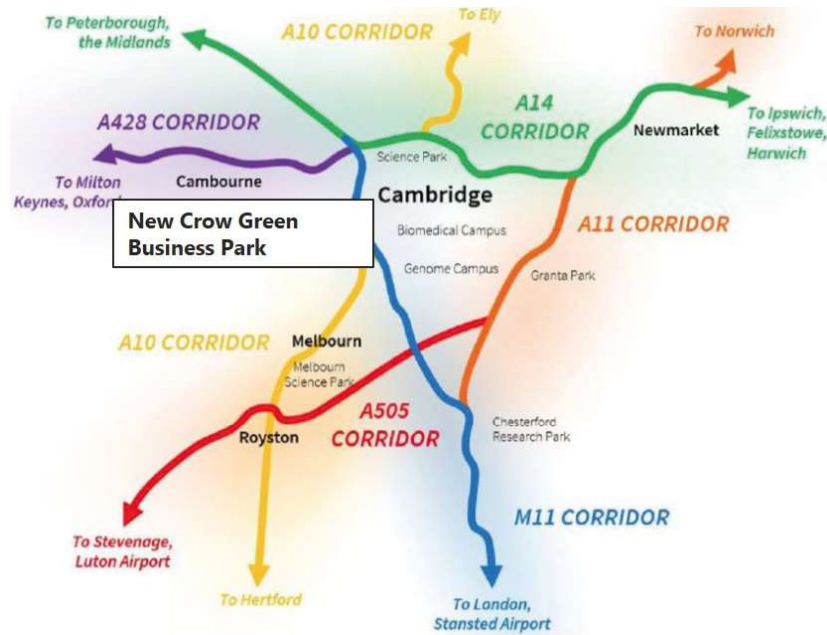 To Peterborough,
the Midlands
A10 CORRIDOR
To Ely
To Norwich
A428 CORRIDOR
A14
CORRIDOR
Newmarket
To Ipswich,
Felixstowe,
Harwich
Science Park
To Milton
Keynes, Oxford
Cambourne
Cambridge
New Crow Green
Business Park
Biomedical Campus
A11 CORRIDOR
Genome Campus
Granta Park
A10 CORRIDOR
Melbourn
Melbourn
Science Park
A505
CORRIDOR
Royston
Chesterford
Research Park
M11 CORRIDOR
To Stevenage,
Luton Airport
To Hertford
To London,
Stansted Airport